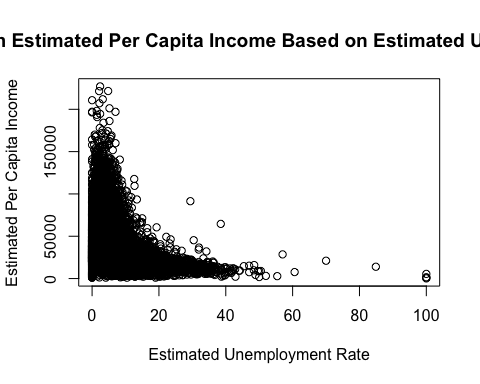 Estimated Per Capita Income Based on Estimated
Estimated Per Capita Income
150000
50000
0
0 20 40 60 80 100
Estimated Unemployment Rate